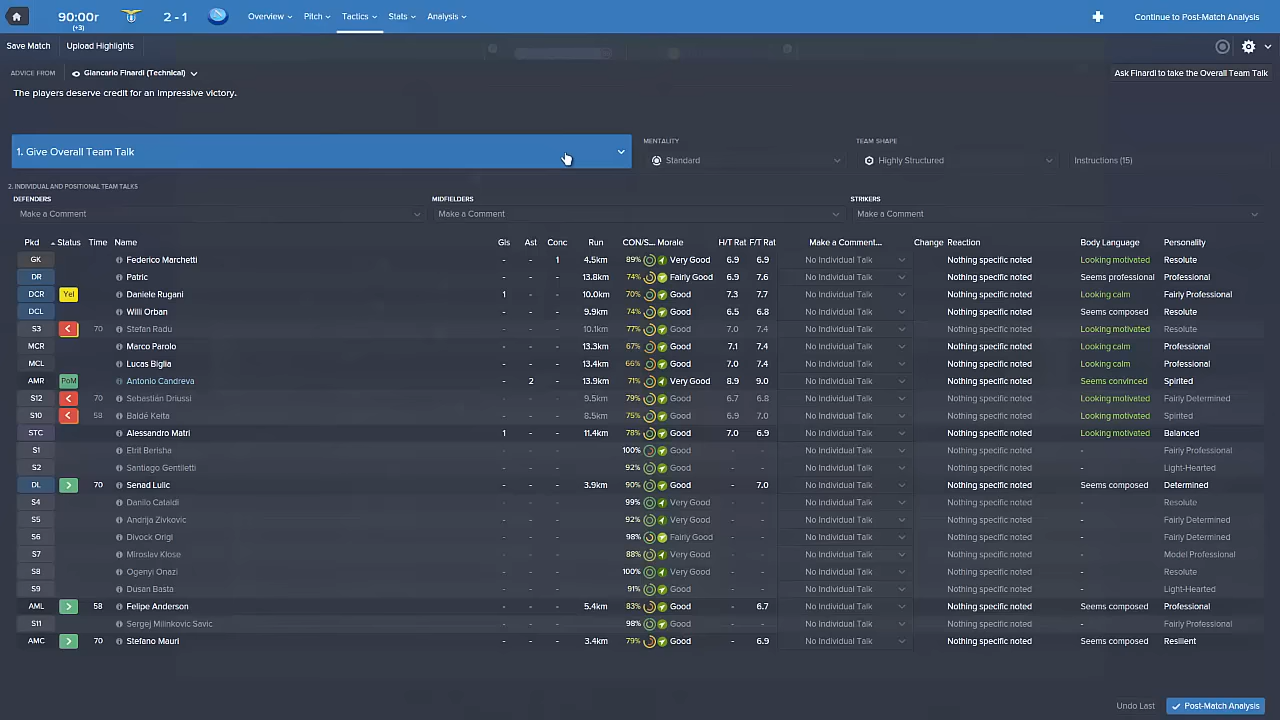 90:00r 2 - 1 Overview Pitch Tactics Stats Analysis Continue to Post-Match Analysis
(+3)
Save Match Upload Highlights
ADVICE FROM Giancarlo Finardi (Technical) Ask Finardi to take the Overall Team Talk
The players deserve credit for an impressive victory.
1. Give Overall Team Talk
MENTALITY TEAM SHAPE
Standard Highly Structured Instructions (15)
2. INDIVIDUAL AND POSITIONAL TEAM TALKS
DEFENDERS MIDFIELDERS STRIKERS
Make a Comment Make a Comment Make a Comment
Pkd Status Time Name Gls Ast Conc Run CON/S... Morale H/T Rat F/T Rat Make a Comment... Change Reaction Body Language Personality
GK Federico Marchetti - - 1 4.5km 89% Very Good 6.9 6.9 No Individual Talk Nothing specific noted Looking motivated Resolute
DR Patric - - - 13.8km 74% Fairly Good 6.9 7.6 No Individual Talk Nothing specific noted Seems professional Professional
DCR Yel Daniele Rugani 1 - - 10.0km 70% Good 7.3 7.7 No Individual Talk Nothing specific noted Looking calm Fairly Professional
DCL Willi Orban - - - 9.9km 74% Good 6.5 6.8 No Individual Talk Nothing specific noted Seems composed Resolute
S3 70 Stefan Radu - - - 10.1km 77% Good 7.0 7.4 No Individual Talk Nothing specific noted Looking motivated Resolute
MCR Marco Parolo - - - 13.3km 67% Good 7.1 7.4 No Individual Talk Nothing specific noted Looking calm Professional
MCL Lucas Biglia - - - 13.4km 66% Good 7.0 7.4 No Individual Talk Nothing specific noted Looking calm Professional
AMR PoM Antonio Candreva - 2 - 13.9km 71% Very Good 8.9 9.0 No Individual Talk Nothing specific noted Seems convinced Spirited
S12 70 Sebastián Driussi - - - 9.5km 79% Good 6.7 6.8 No Individual Talk Nothing specific noted Looking motivated Fairly Determined
S10 58 Baldé Keita - - - 8.5km 75% Good 6.9 7.0 No Individual Talk Nothing specific noted Looking motivated Spirited
STC Alessandro Matri 1 - - 11.4km 78% Good 7.0 6.9 No Individual Talk Nothing specific noted Looking motivated Balanced
S1 Etrit Berisha - - - 100% Good - - No Individual Talk Nothing specific noted - Fairly Professional
S2 Santiago Gentiletti - - - 92% Good - - No Individual Talk Nothing specific noted - Light-Hearted
DL 70 Senad Lulic - - - 3.9km 90% Good - 7.0 No Individual Talk Nothing specific noted Seems composed Determined
S4 Danilo Cataldi - - - 99% Very Good - - No Individual Talk Nothing specific noted - Resolute
S5 Andrija Zivkovic - - - 92% Very Good - - No Individual Talk Nothing specific noted - Fairly Determined
S6 Divock Origi - - - 98% Fairly Good - - No Individual Talk Nothing specific noted - Fairly Determined
S7 Miroslav Klose - - - 88% Very Good - - No Individual Talk Nothing specific noted - Model Professional
S8 Ogenyi Onazi - - - 100% Very Good - - No Individual Talk Nothing specific noted - Resolute
S9 Dusan Basta - - - 91% Good - - No Individual Talk Nothing specific noted - Light-Hearted
AML 58 Felipe Anderson - - - 5.4km 83% Good - 6.7 No Individual Talk Nothing specific noted Seems composed Professional
S11 Sergej Milinkovic Savic - - - 98% Good - - No Individual Talk Nothing specific noted - Fairly Professional
AMC 70 Stefano Mauri - - - 3.4km 79% Good - 6.9 No Individual Talk Nothing specific noted Seems composed Resilient
Undo Last Post-Match Analysis